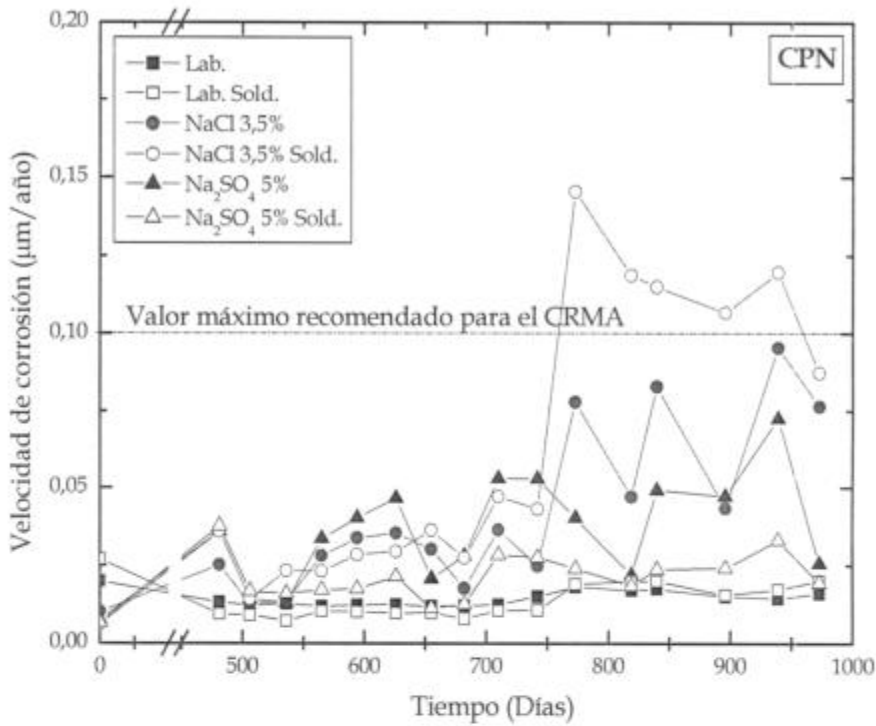 0,20
CPN
Lab.
Lab. Sold.
NaCl 3,5%
NaCl 3,5% Sold.
Na₂SO₄ 5%
Na₂SO₄ 5% Sold.
0,15
Valor máximo recomendado para el CRMA
0,10
0,05
0,00
Velocidad de corrosión (μm/año)
0 500 600 700 800 900 1000
Tiempo (Días)